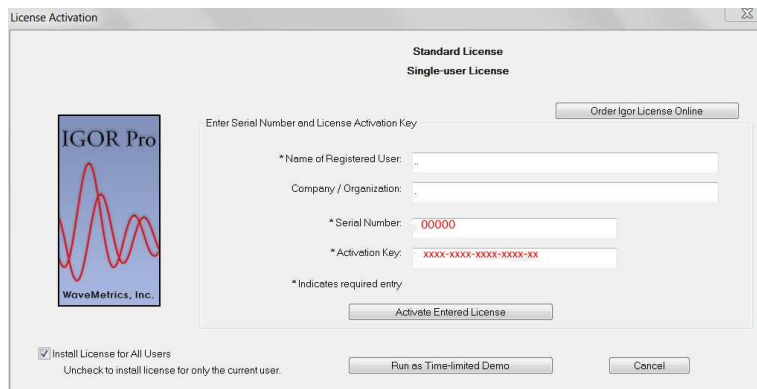 License Activation
Standard License
Single-user License
Order Igor License Online
Enter Serial Number and License Activation Key
IGOR Pro
WaveMetrics, Inc.
* Name of Registered User: ..
Company / Organization: .
* Serial Number: 00000
* Activation Key: xxxx-xxxx-xxxx-xxxx-xx
* Indicates required entry
Activate Entered License
Install License for All Users
Uncheck to install license for only the current user.
Run as Time-limited Demo
Cancel